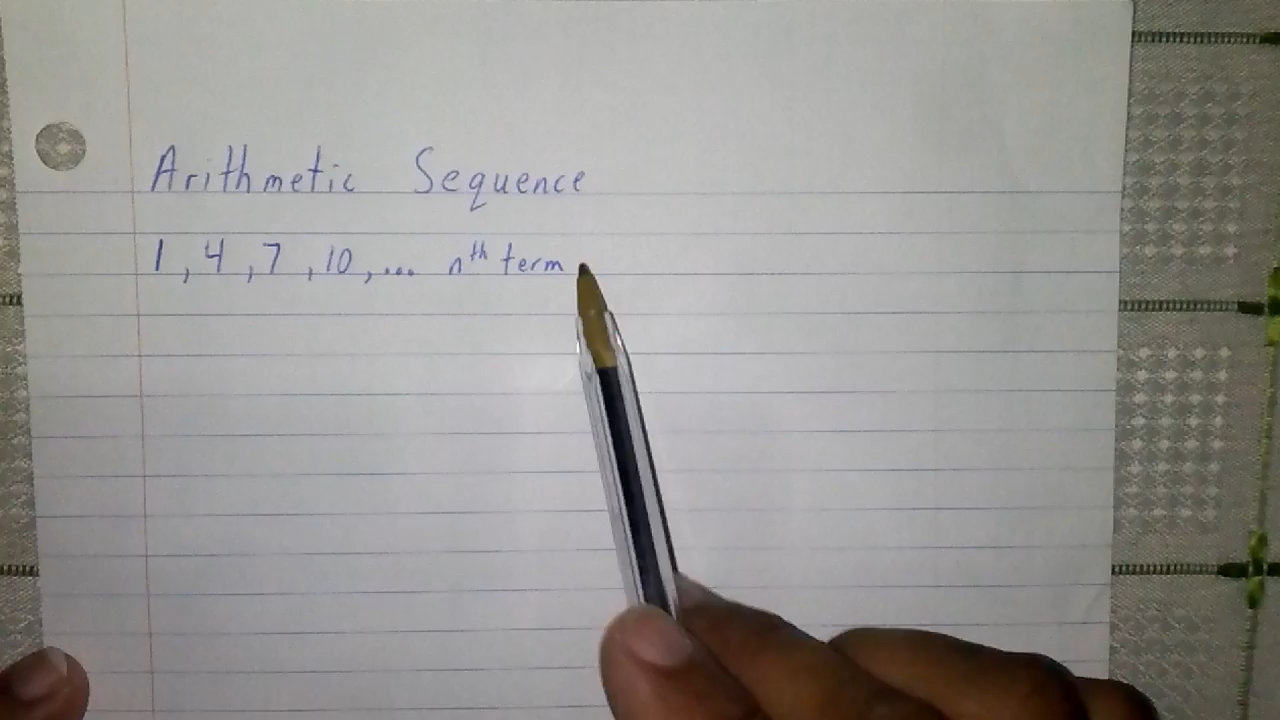 Arithmetic Sequence
1, 4, 7, 10, ... nth term